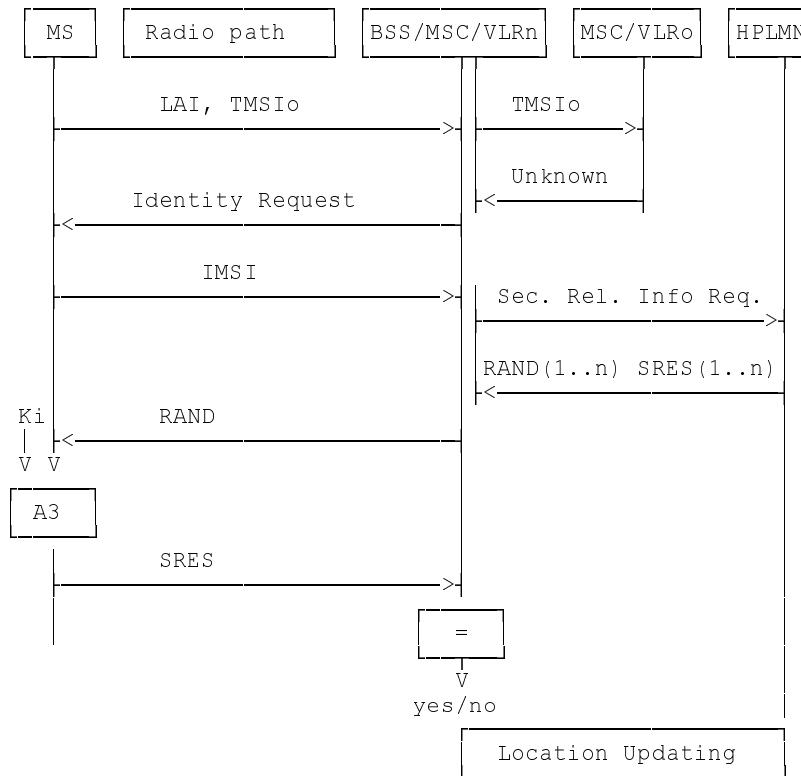 MS Radio path BSS/MSC/VLRn MSC/VLRo HPLMN
LAI, TMSIo TMSIo
Unknown
Identity Request
IMSI
Sec. Rel. Info Req.
RAND(1..n) SRES(1..n)
Ki RAND
V V
A3
SRES
=
V
yes/no
Location Updating